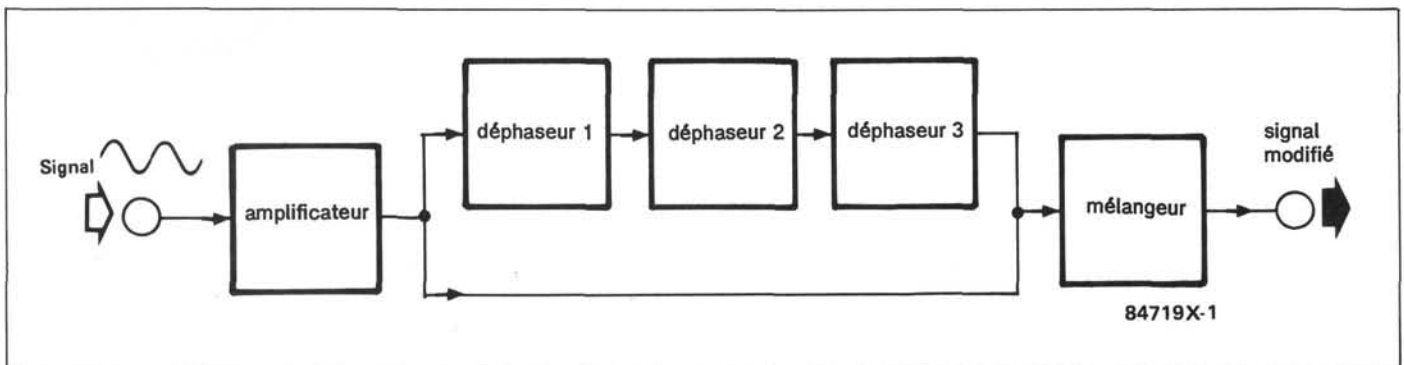 Signal
amplificateur
déphaseur 1
déphaseur 2
déphaseur 3
mélangeur
signal
modifié
84719X-1